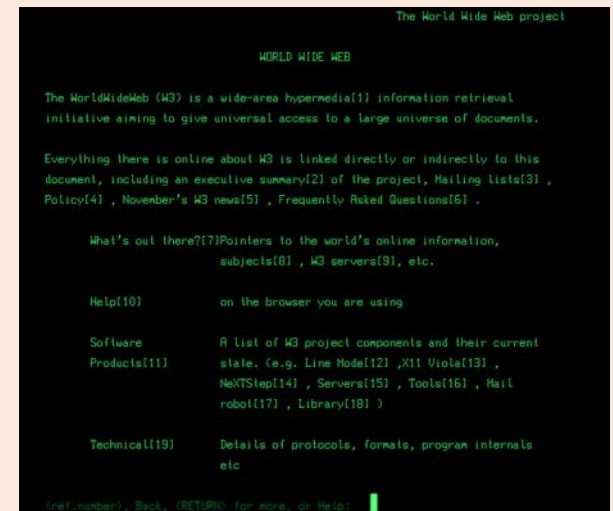 The World Wide Web project
WORLD WIDE WEB
The WorldWideWeb (W3) is a wide-area hypermedia[1] information retrieval
initiative aiming to give universal access to a large universe of documents.
Everything there is online about W3 is linked directly or indirectly to this
document, including an executive summary[2] of the project, Mailing lists[3] ,
Policy[4] , November's W3 news[5] , Frequently Asked Questions[6] .
What's out there?[7]Pointers to the world's online information,
subjects[8] , W3 servers[9], etc.
Help[10] on the browser you are using
Software A list of W3 project components and their current
Products[11] state. (e.g. Line Mode[12] ,X11 Viola[13] ,
NeXTStep[14] , Servers[15] , Tools[16] , Mail
robot[17] , Library[18] )
Technical[19] Details of protocols, formats, program internals
etc
<ref.number>, Back, <RETURN> for more, or Help: